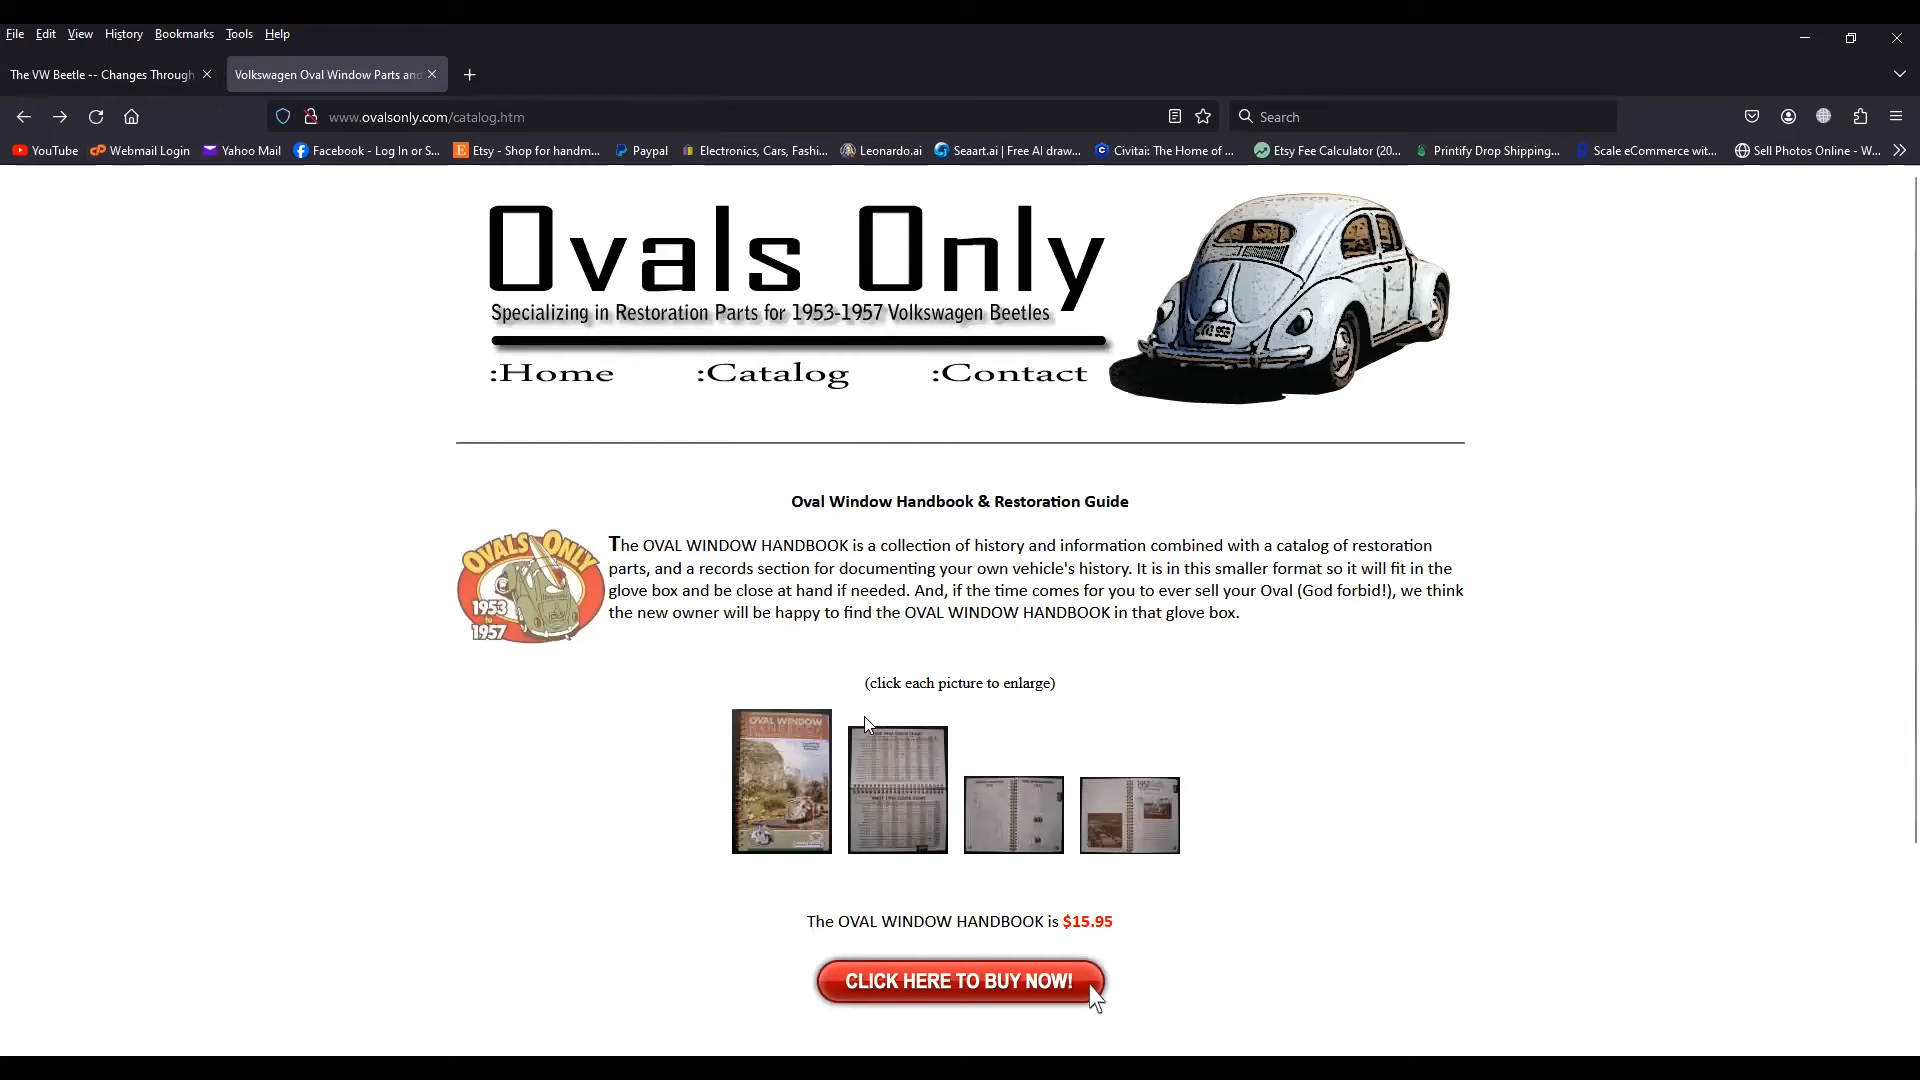 File Edit View History Bookmarks Tools Help
The VW Beetle -- Changes Through
Volkswagen Oval Window Parts and
www.ovalsonly.com/catalog.htm
Search
YouTube Webmail Login Yahoo Mail Facebook - Log In or S... Etsy - Shop for handm... Paypal Electronics, Cars, Fashi... Leonardo.ai Seaart.ai | Free AI draw... Civitai: The Home of ... Etsy Fee Calculator (20... Printify Drop Shipping,... Scale eCommerce wit... Sell Photos Online - W...
Ovals Only
Specializing in Restoration Parts for 1953-1957 Volkswagen Beetles
:Home :Catalog :Contact
Oval Window Handbook & Restoration Guide
OVALS ONLY
1953
to
1957
The OVAL WINDOW HANDBOOK is a collection of history and information combined with a catalog of restoration
parts, and a records section for documenting your own vehicle's history. It is in this smaller format so it will fit in the
glove box and be close at hand if needed. And, if the time comes for you to ever sell your Oval (God forbid!), we think
the new owner will be happy to find the OVAL WINDOW HANDBOOK in that glove box.
(click each picture to enlarge)
OVAL WINDOW
HANDBOOK
The OVAL WINDOW HANDBOOK is $15.95
CLICK HERE TO BUY NOW!